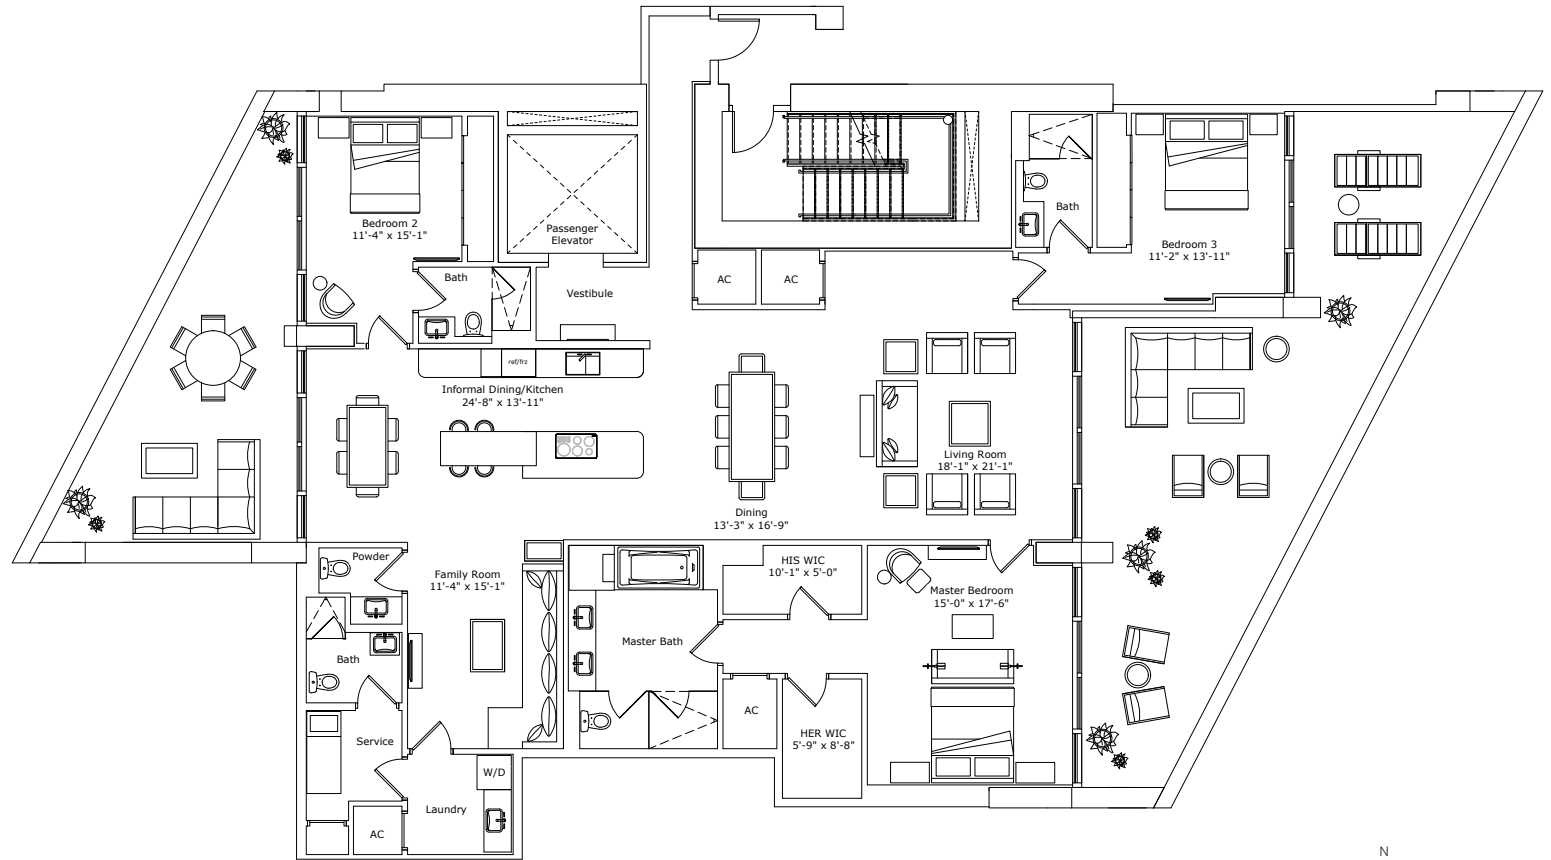 Bedroom 2
11'-4" x 15'-1"
Passenger
Elevator
Bath
Bedroom 3
11'-2" x 13'-11"
Bath
Vestibule
AC
AC
ref/frz
Informal Dining/Kitchen
24'-8" x 13'-11"
Living Room
18'-1" x 21'-1"
Dining
13'-3" x 16'-9"
Powder
Family Room
11'-4" x 15'-1"
HIS WIC
10'-1" x 5'-0"
Master Bedroom
15'-0" x 17'-6"
Master Bath
Bath
AC
HER WIC
5'-9" x 8'-8"
Service
W/D
Laundry
AC
N